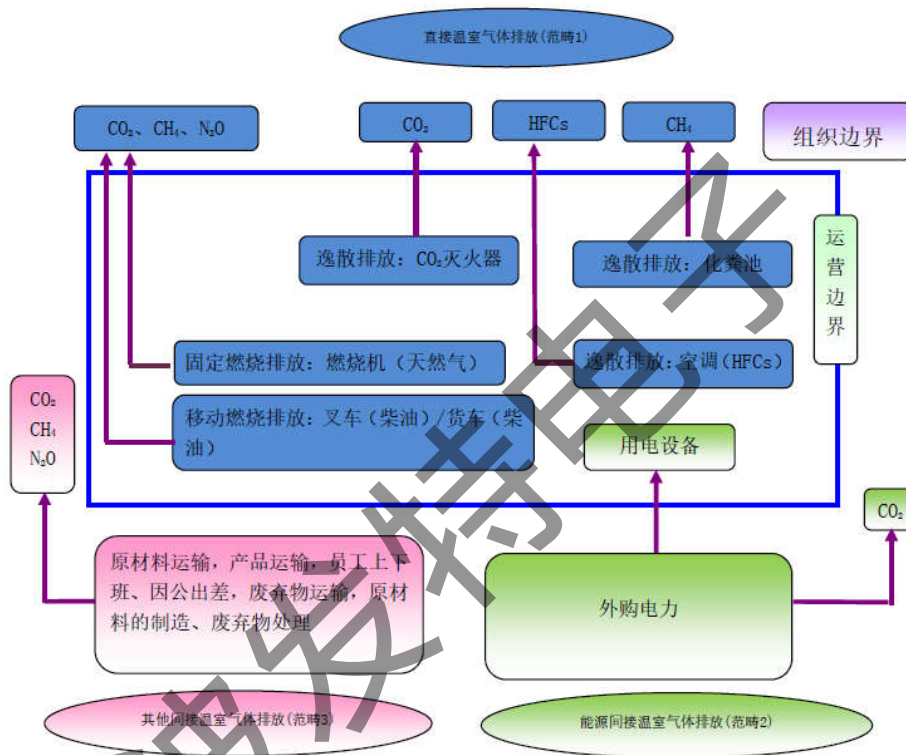 直接温室气体排放(范畴1)
CO₂、CH₄、N₂O
CO₂
HFCs
CH₄
组织边界
运营边界
逸散排放：CO₂灭火器
逸散排放：化粪池
固定燃烧排放：燃烧机（天然气）
逸散排放：空调(HFCs)
移动燃烧排放：叉车（柴油）/货车（柴
油）
用电设备
CO₂
CH₄
N₂O
CO₂
原材料运输，产品运输，员工上下
班、因公出差，废弃物运输，原材
料的制造、废弃物处理
外购电力
其他间接温室气体排放(范畴3)
能源间接温室气体排放(范畴2)
发特电子